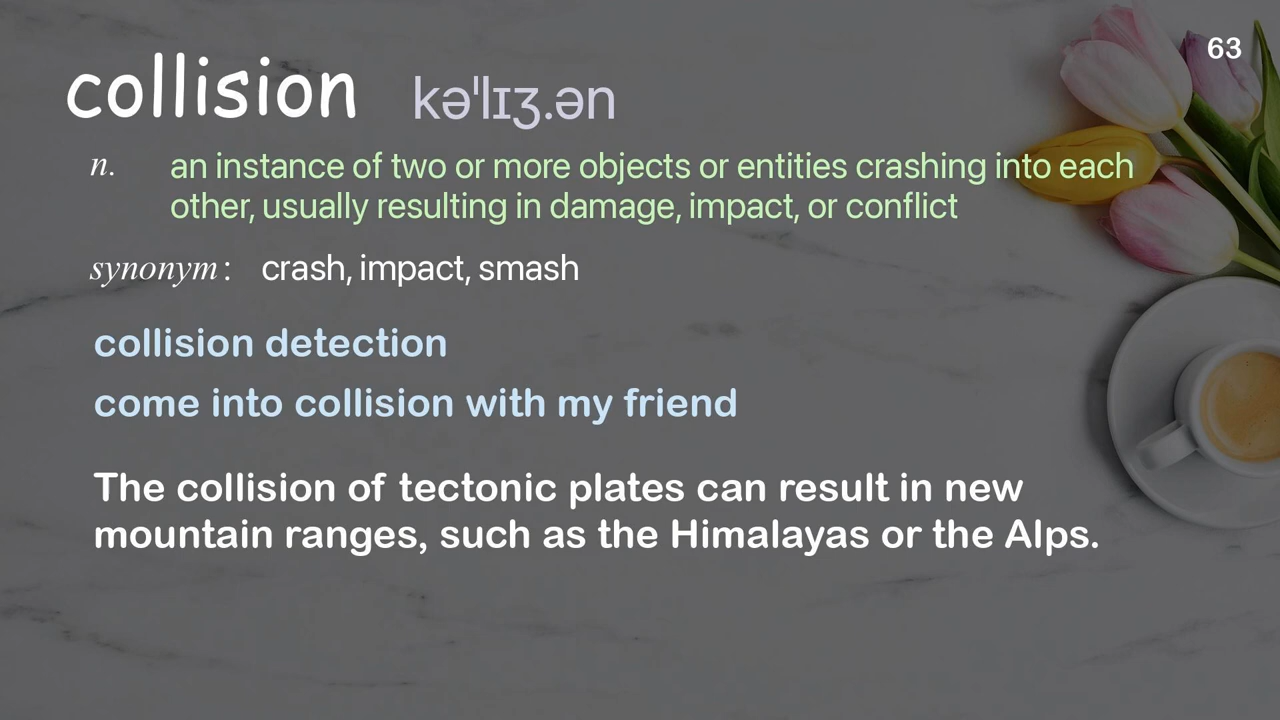 63
collision kəˈlɪʒ.ən
n. an instance of two or more objects or entities crashing into each
other, usually resulting in damage, impact, or conflict
synonym: crash, impact, smash
collision detection
come into collision with my friend
The collision of tectonic plates can result in new
mountain ranges, such as the Himalayas or the Alps.